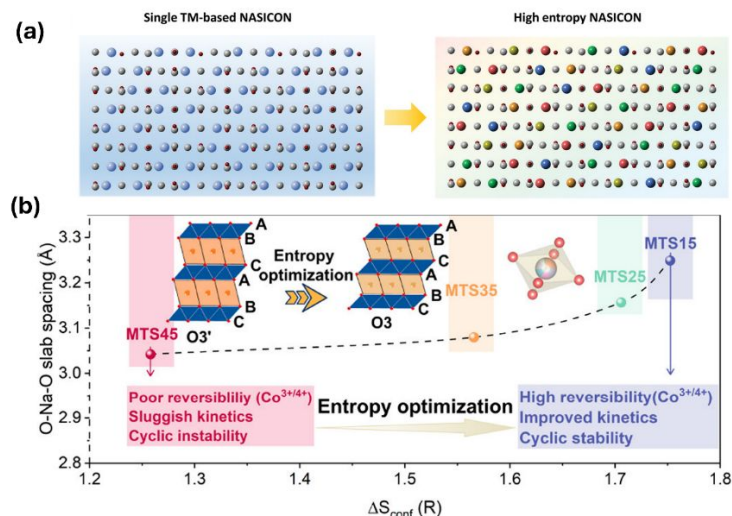 (a)
Single TM-based NASICON
High entropy NASICON
(b)
O-Na-O slab spacing (Å)
3.3
3.2
3.1
3.0
2.9
2.8
A
B
C
A
B
C
O3'
Entropy
optimization
A
B
C
A
B
C
O3
MTS45
MTS35
MTS25
MTS15
Poor reversibliliy (Co3+/4+)
Sluggish kinetics
Cyclic instability
Entropy optimization
High reversibility(Co3+/4+)
Improved kinetics
Cyclic stability
1.2 1.3 1.4 1.5 1.6 1.7 1.8
ΔSconf (R)